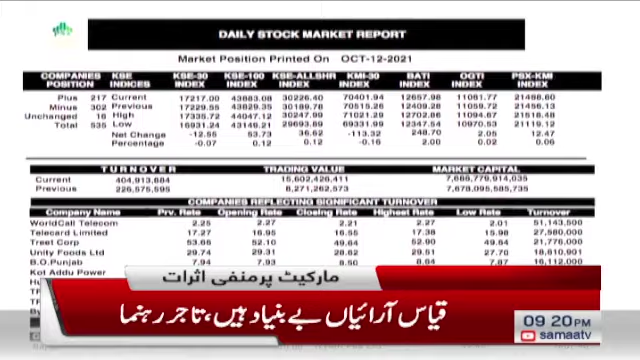 DAILY STOCK MARKET REPORT
Market Position Printed On OCT-12-2021
COMPANIES POSITION KSE INDICES KSE-30 INDEX KSE-100 INDEX KSE-ALLSHR INDEX KMI-30 INDEX BATI INDEX OGTI INDEX PSX-KMI INDEX
Plus 217 Current 17217.00 43883.08 30226.40 70401.94 12657.98 11061.77 21468.60
Minus 302 Previous 17229.55 43829.35 30189.78 70515.26 12409.28 11059.72 21456.13
Unchanged 16 High 17335.72 44047.12 30247.99 71021.29 12702.86 11094.67 21518.48
Total 535 Low 16931.24 43149.21 29693.89 69331.99 12347.54 10970.53 21119.12
Net Change -12.55 53.73 36.62 -113.32 248.70 2.05 12.47
Percentage -0.07 0.12 0.12 -0.16 2.00 0.02 0.06
TURNOVER TRADING VALUE MARKET CAPITAL
Current 404,913,684 15,602,426,411 7,686,779,914,035
Previous 226,575,595 8,271,262,573 7,678,095,585,735
COMPANIES REFLECTING SIGNIFICANT TURNOVER
Company Name Prv. Rate Opening Rate Closing Rate Highest Rate Low Rate Turnover
WorldCall Telecom 2.25 2.27 2.21 2.27 2.01 51,143,500
Telecard Limited 17.27 16.95 16.55 17.38 15.98 27,580,000
Treet Corp 53.66 52.10 49.64 52.90 49.64 21,776,000
Unity Foods Ltd 29.74 29.31 28.62 29.51 27.70 18,610,901
B.O.Punjab 7.94 7.93 8.50 8.64 7.87 16,112,000
Kot Addu Power
مارکیٹ پر منفی اثرات
قیاس آرائیاں بے بنیاد ہیں، تاجر رہنما
09:20PM
samaatv